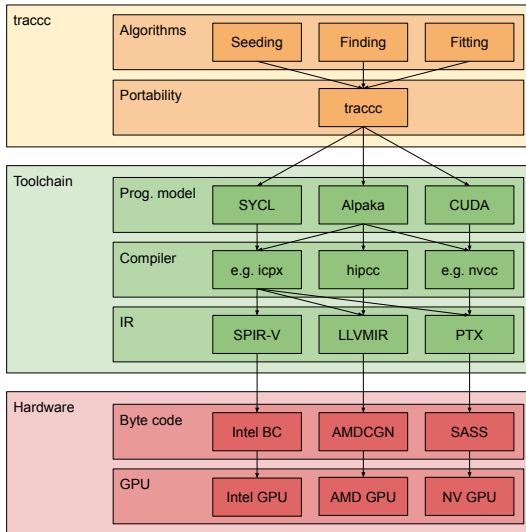 traccc
Algorithms
Seeding
Finding
Fitting
Portability
traccc
Toolchain
Prog. model
SYCL
Alpaka
CUDA
Compiler
e.g. icpx
hipcc
e.g. nvcc
IR
SPIR-V
LLVMIR
PTX
Hardware
Byte code
Intel BC
AMDCGN
SASS
GPU
Intel GPU
AMD GPU
NV GPU